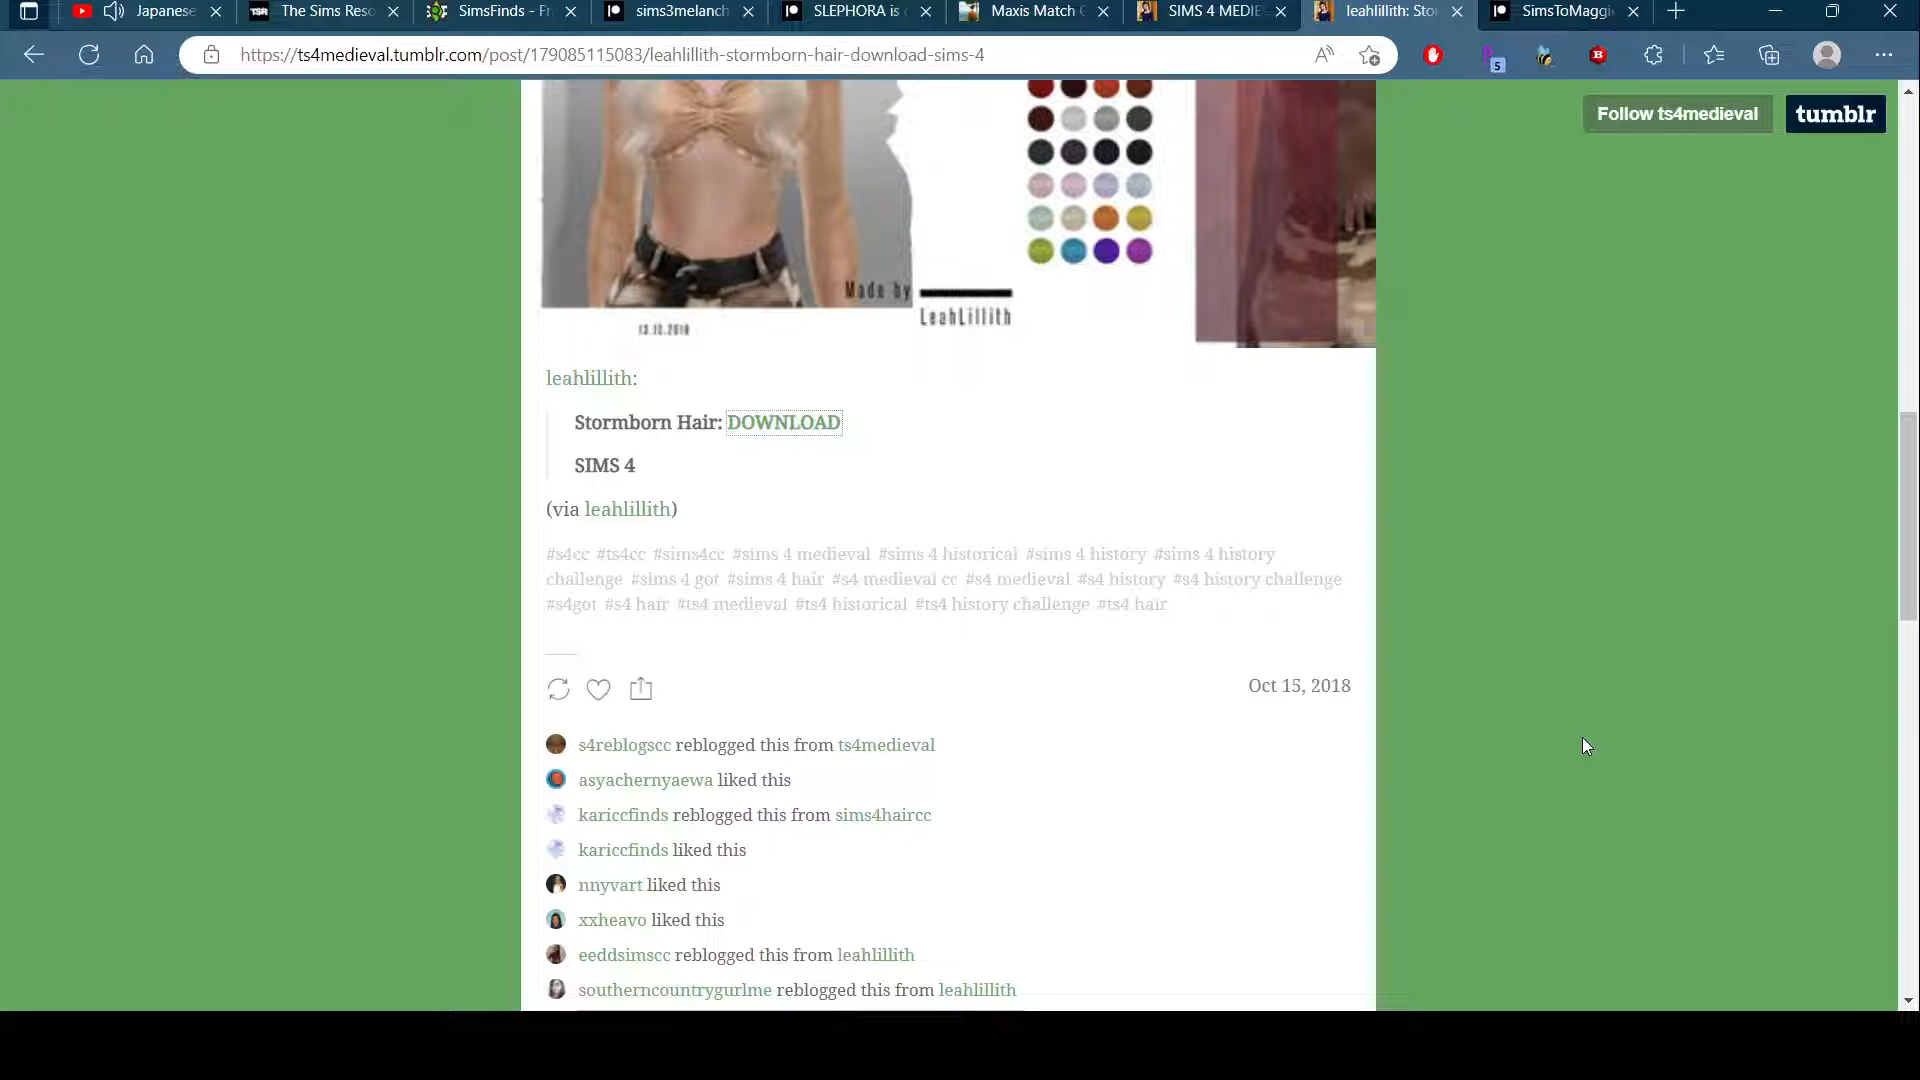 Japanese
TSR The Sims Reso
SimsFinds - Fr
sims3melanch
SLEPHORA is
Maxis Match
SIMS 4 MEDIE
leahlillith: Sto
SimsToMaggi
https://ts4medieval.tumblr.com/post/179085115083/leahlillith-stormborn-hair-download-sims-4
5
Follow ts4medieval
tumblr
Made by
LeahLillith
13.10.2018
leahlillith:
Stormborn Hair: DOWNLOAD
SIMS 4
(via leahlillith)
#s4cc #ts4cc #sims4cc #sims 4 medieval #sims 4 historical #sims 4 history #sims 4 history
challenge #sims 4 got #sims 4 hair #s4 medieval cc #s4 medieval #s4 history #s4 history challenge
#s4got #s4 hair #ts4 medieval #ts4 historical #ts4 history challenge #ts4 hair
Oct 15, 2018
s4reblogscc reblogged this from ts4medieval
asyachernyaewa liked this
kariccfinds reblogged this from sims4haircc
kariccfinds liked this
nnyvart liked this
xxheavo liked this
eeddsimscc reblogged this from leahlillith
southerncountrygurlme reblogged this from leahlillith